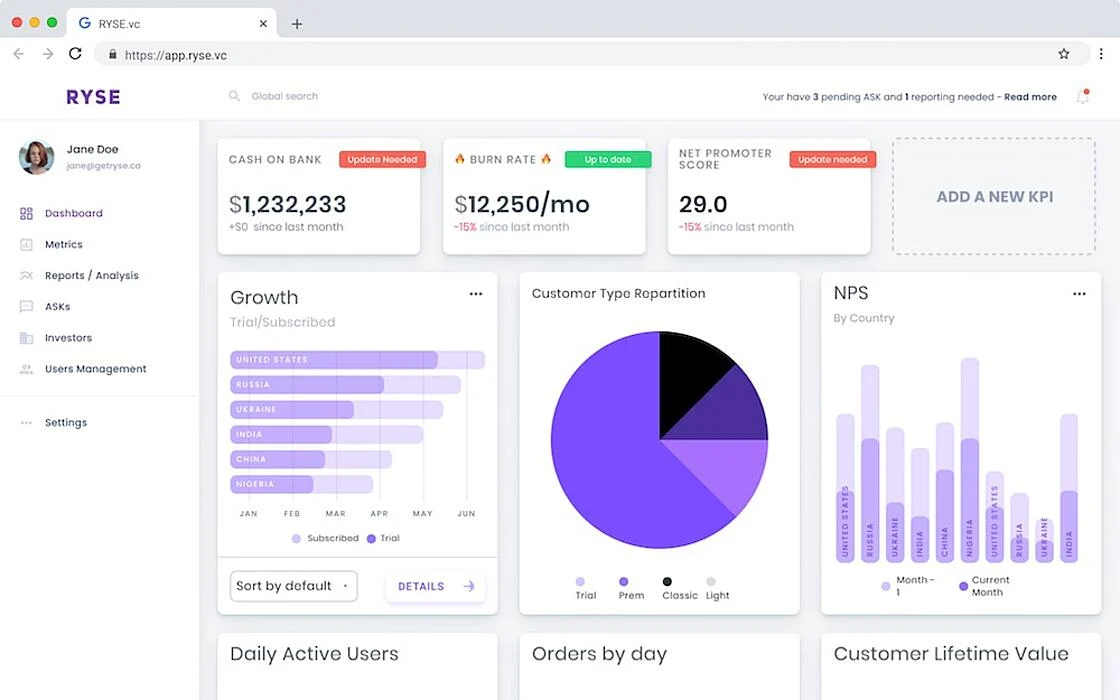 RYSE.vc
https://app.ryse.vc
RYSE
Global search
Your have 3 pending ASK and 1 reporting needed - Read more
Jane Doe
jane@getryse.co
Dashboard
Metrics
Reports / Analysis
ASKs
Investors
Users Management
Settings
CASH ON BANK
Update Needed
$1,232,233
+$0 since last month
🔥 BURN RATE 🔥
Up to date
$12,250/mo
-15% since last month
NET PROMOTER
SCORE
Update needed
29.0
-15% since last month
ADD A NEW KPI
Growth
Trial/Subscribed
UNITED STATES
RUSSIA
UKRAINE
INDIA
CHINA
NIGERIA
JAN FEB MAR APR MAY JUN
Subscribed Trial
Sort by default
DETAILS
Customer Type Repartition
Trial Prem Classic Light
NPS
By Country
UNITED STATES
RUSSIA
UKRAINE
INDIA
CHINA
NIGERIA
UNITED STATES
RUSSIA
UKRAINE
INDIA
Month -
1
Current
Month
Daily Active Users
Orders by day
Customer Lifetime Value